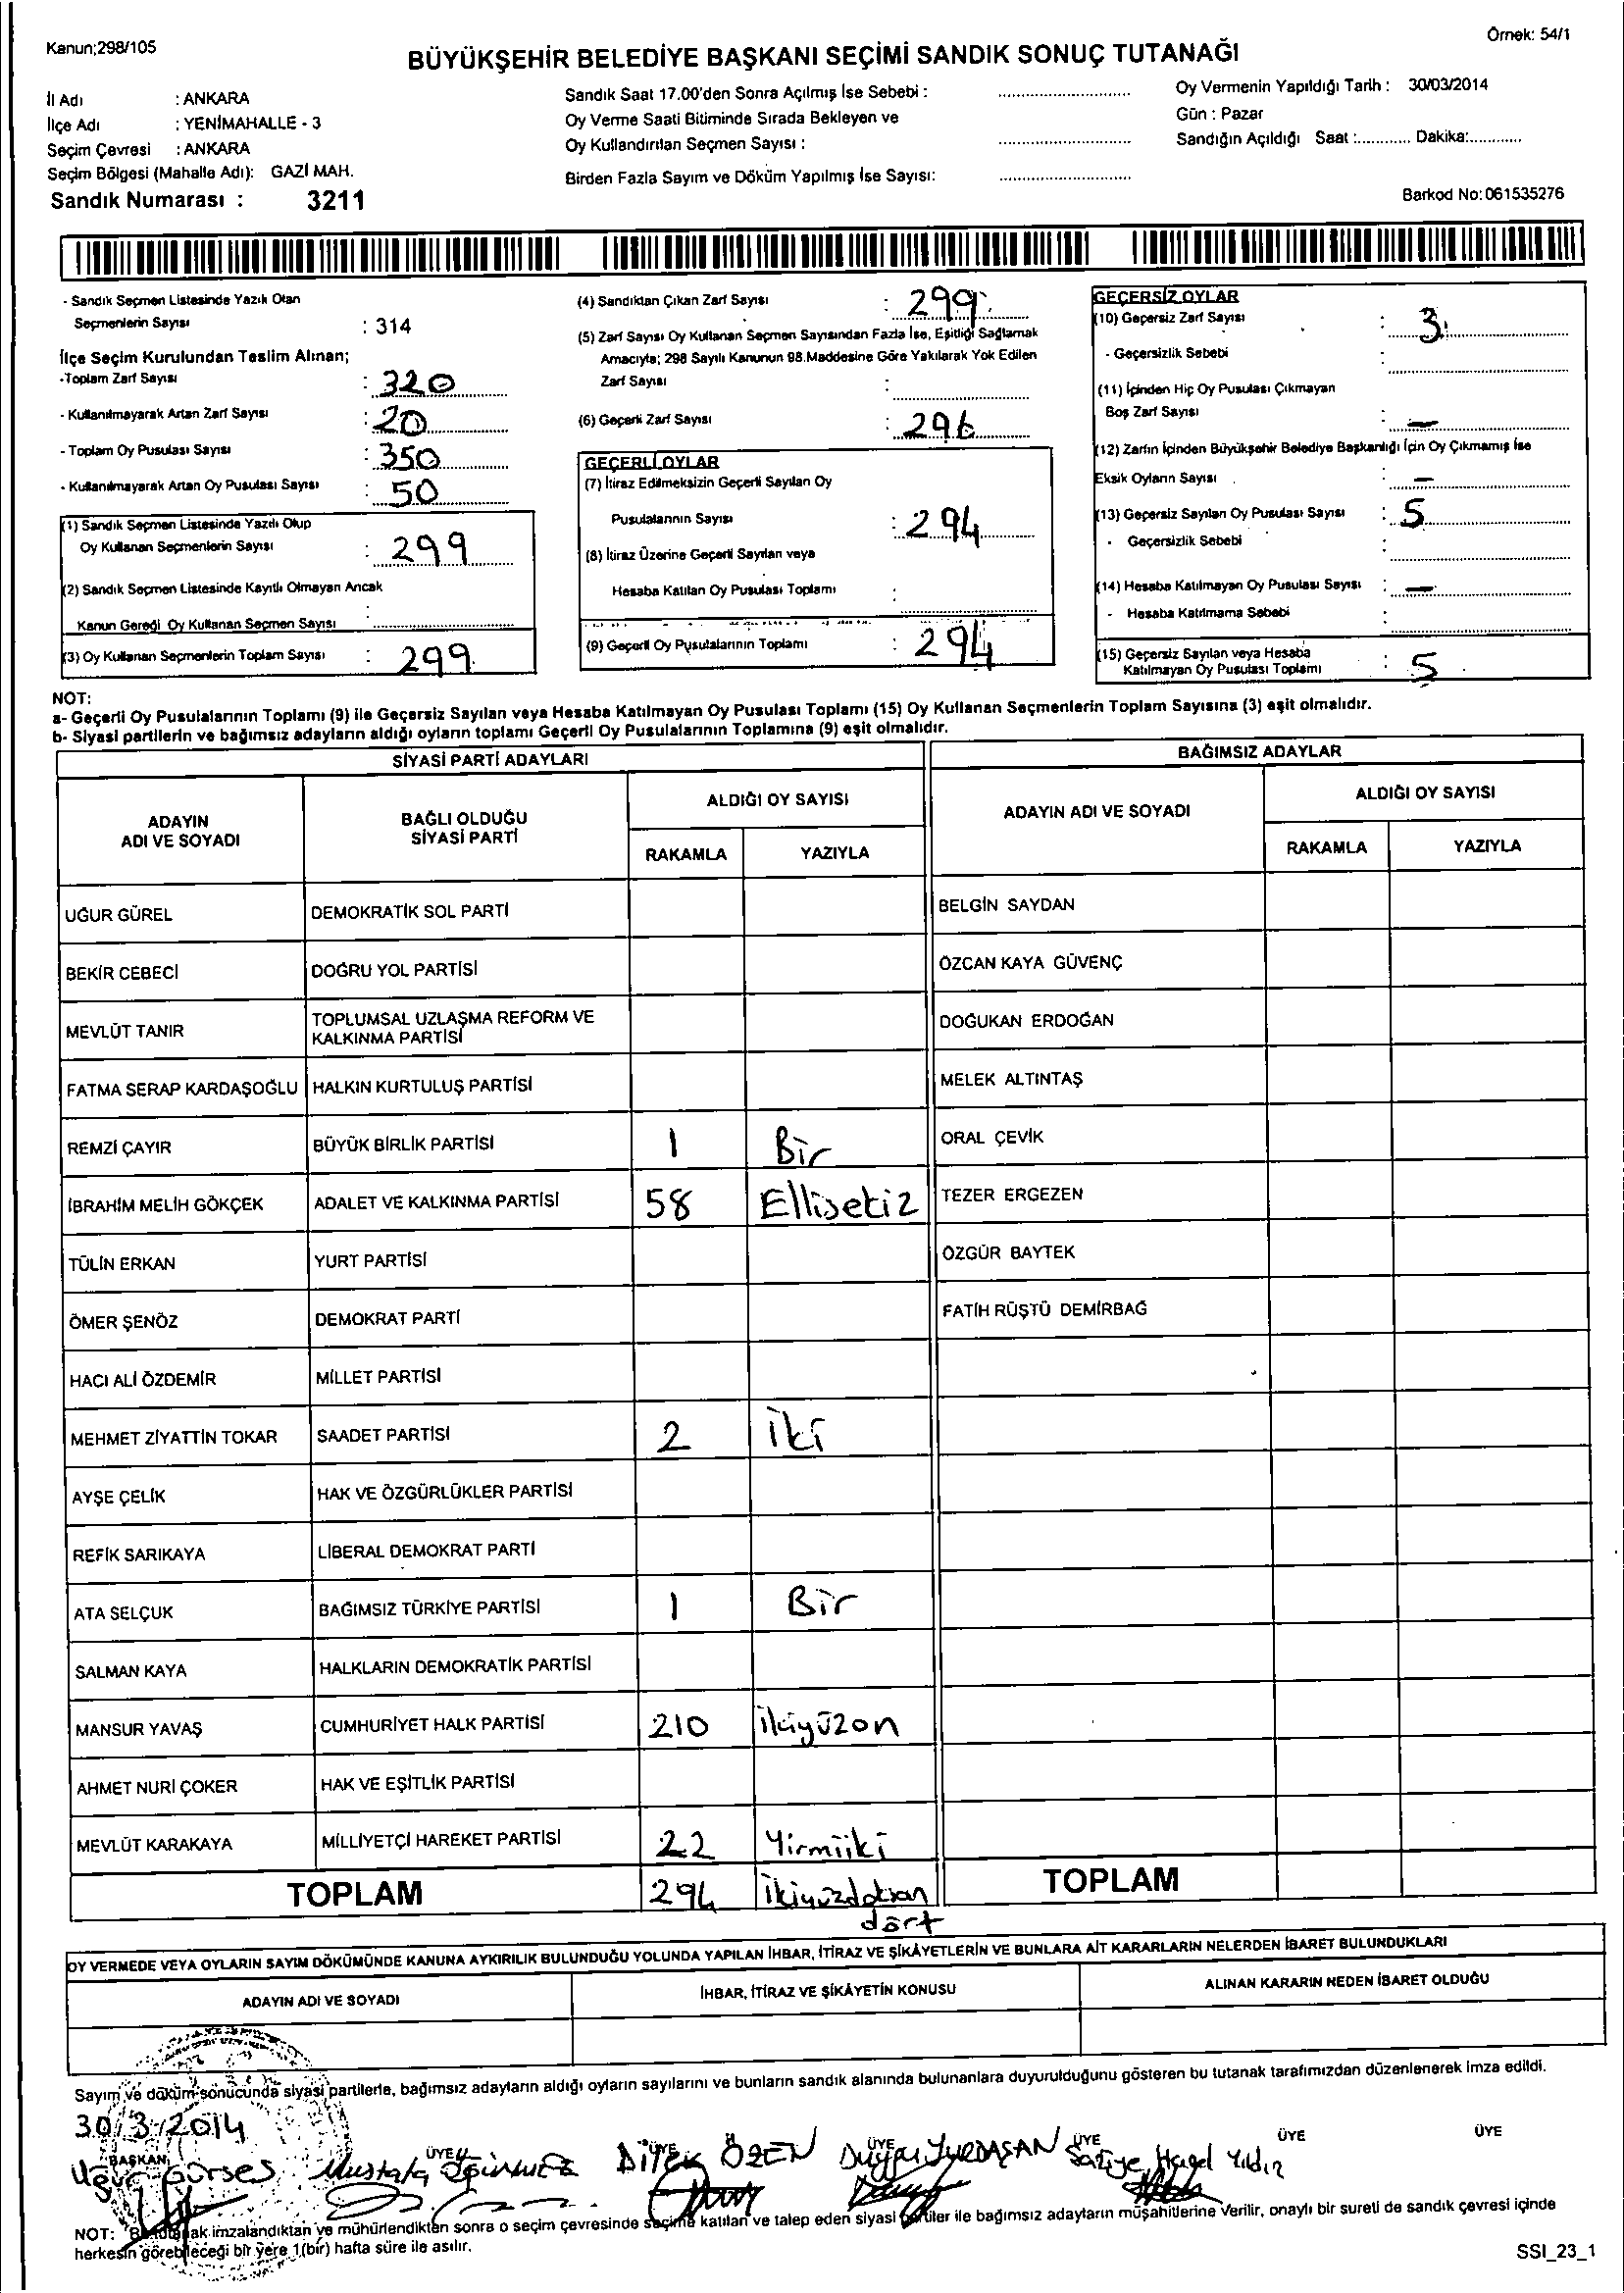 Kanun;298/105
Örnek: 54/1
BÜYÜKŞEHİR BELEDİYE BAŞKANI SEÇİMİ SANDIK SONUÇ TUTANAĞI
İl Adı : ANKARA
İlçe Adı : YENİMAHALLE - 3
Seçim Çevresi : ANKARA
Seçim Bölgesi (Mahalle Adı): GAZİ MAH.
Sandık Numarası : 3211
Sandık Saat 17.00'den Sonra Açılmış İse Sebebi :
Oy Verme Saati Bitiminde Sırada Bekleyen ve
Oy Kullandırılan Seçmen Sayısı :
Birden Fazla Sayım ve Döküm Yapılmış İse Sayısı:
Oy Vermenin Yapıldığı Tarih : 30/03/2014
Gün : Pazar
Sandığın Açıldığı Saat :............ Dakika:............
Barkod No:061535276
- Sandık Seçmen Listesinde Yazılı Olan
Seçmenlerin Sayısı : 314
İlçe Seçim Kurulundan Teslim Alınan;
-Toplam Zarf Sayısı : 320
- Kullanılmayarak Artan Zarf Sayısı : 20
- Toplam Oy Pusulası Sayısı : 350
- Kullanılmayarak Artan Oy Pusulası Sayısı : 50
(1) Sandık Seçmen Listesinde Yazılı Olup
Oy Kullanan Seçmenlerin Sayısı : 299
(2) Sandık Seçmen Listesinde Kayıtlı Olmayan Ancak
Kanun Gereği Oy Kullanan Seçmen Sayısı :
(3) Oy Kullanan Seçmenlerin Toplam Sayısı : 299
(4) Sandıktan Çıkan Zarf Sayısı : 299
(5) Zarf Sayısı Oy Kullanan Seçmen Sayısından Fazla İse, Eşitliği Sağlamak
Amacıyla; 298 Sayılı Kanunun 98.Maddesine Göre Yakılarak Yok Edilen
Zarf Sayısı :
(6) Geçerli Zarf Sayısı : 296
GEÇERLİ OYLAR
(7) İtiraz Edilmeksizin Geçerli Sayılan Oy
Pusulalarının Sayısı : 294
(8) İtiraz Üzerine Geçerli Sayılan veya
Hesaba Katılan Oy Pusulası Toplamı :
(9) Geçerli Oy Pusulalarının Toplamı : 294
GEÇERSİZ OYLAR
(10) Geçersiz Zarf Sayısı : 3
- Geçersizlik Sebebi :
(11) İçinden Hiç Oy Pusulası Çıkmayan
Boş Zarf Sayısı : —
(12) Zarfın İçinden Büyükşehir Belediye Başkanlığı İçin Oy Çıkmamış İse
Eksik Oyların Sayısı : —
(13) Geçersiz Sayılan Oy Pusulası Sayısı : 5
- Geçersizlik Sebebi :
(14) Hesaba Katılmayan Oy Pusulası Sayısı : —
- Hesaba Katılmama Sebebi :
(15) Geçersiz Sayılan veya Hesaba
Katılmayan Oy Pusulası Toplamı : 5
NOT:
a- Geçerli Oy Pusulalarının Toplamı (9) ile Geçersiz Sayılan veya Hesaba Katılmayan Oy Pusulası Toplamı (15) Oy Kullanan Seçmenlerin Toplam Sayısına (3) eşit olmalıdır.
b- Siyasi partilerin ve bağımsız adayların aldığı oyların toplamı Geçerli Oy Pusulalarının Toplamına (9) eşit olmalıdır.
SİYASİ PARTİ ADAYLARI
BAĞIMSIZ ADAYLAR
ADAYIN
ADI VE SOYADI
BAĞLI OLDUĞU
SİYASİ PARTİ
ALDIĞI OY SAYISI
RAKAMLA YAZIYLA
ADAYIN ADI VE SOYADI
ALDIĞI OY SAYISI
RAKAMLA YAZIYLA
UĞUR GÜREL DEMOKRATİK SOL PARTİ BELGİN SAYDAN
BEKİR CEBECİ DOĞRU YOL PARTİSİ ÖZCAN KAYA GÜVENÇ
MEVLÜT TANIR TOPLUMSAL UZLAŞMA REFORM VE
KALKINMA PARTİSİ DOĞUKAN ERDOĞAN
FATMA SERAP KARDAŞOĞLU HALKIN KURTULUŞ PARTİSİ MELEK ALTINTAŞ
REMZİ ÇAYIR BÜYÜK BİRLİK PARTİSİ 1 Bir ORAL ÇEVİK
İBRAHİM MELİH GÖKÇEK ADALET VE KALKINMA PARTİSİ 58 Ellisekiz TEZER ERGEZEN
TÜLİN ERKAN YURT PARTİSİ ÖZGÜR BAYTEK
ÖMER ŞENÖZ DEMOKRAT PARTİ FATİH RÜŞTÜ DEMİRBAĞ
HACI ALİ ÖZDEMİR MİLLET PARTİSİ
MEHMET ZİYATTİN TOKAR SAADET PARTİSİ 2 İki
AYŞE ÇELİK HAK VE ÖZGÜRLÜKLER PARTİSİ
REFİK SARIKAYA LİBERAL DEMOKRAT PARTİ
ATA SELÇUK BAĞIMSIZ TÜRKİYE PARTİSİ 1 Bir
SALMAN KAYA HALKLARIN DEMOKRATİK PARTİSİ
MANSUR YAVAŞ CUMHURİYET HALK PARTİSİ 210 İkiyüzon
AHMET NURİ ÇOKER HAK VE EŞİTLİK PARTİSİ
MEVLÜT KARAKAYA MİLLİYETÇİ HAREKET PARTİSİ 22 Yirmiiki
TOPLAM 294 İkiyüzdoksan
dört
TOPLAM
OY VERMEDE VEYA OYLARIN SAYIM DÖKÜMÜNDE KANUNA AYKIRILIK BULUNDUĞU YOLUNDA YAPILAN İHBAR, İTİRAZ VE ŞİKÂYETLERİN VE BUNLARA AİT KARARLARIN NELERDEN İBARET BULUNDUKLARI
ADAYIN ADI VE SOYADI İHBAR, İTİRAZ VE ŞİKÂYETİN KONUSU ALINAN KARARIN NEDEN İBARET OLDUĞU
Sayım ve döküm sonucunda siyasi partilerle, bağımsız adayların aldığı oyların sayılarını ve bunların sandık alanında bulunanlara duyurulduğunu gösteren bu tutanak tarafımızdan düzenlenerek imza edildi.
30/3/2014
BAŞKAN ÜYE ÜYE ÜYE ÜYE ÜYE ÜYE
Uğur Gürses Mustafa Dilek ÖZEN Duygu Hagel Yıldız
NOT: Bu tutanak imzalandıktan ve mühürlendikten sonra o seçim çevresinde seçime katılan ve talep eden siyasi partiler ile bağımsız adayların müşahitlerine Verilir, onaylı bir sureti de sandık çevresi içinde
herkesin görebileceği bir yere 1(bir) hafta süre ile asılır.
SSI_23_1